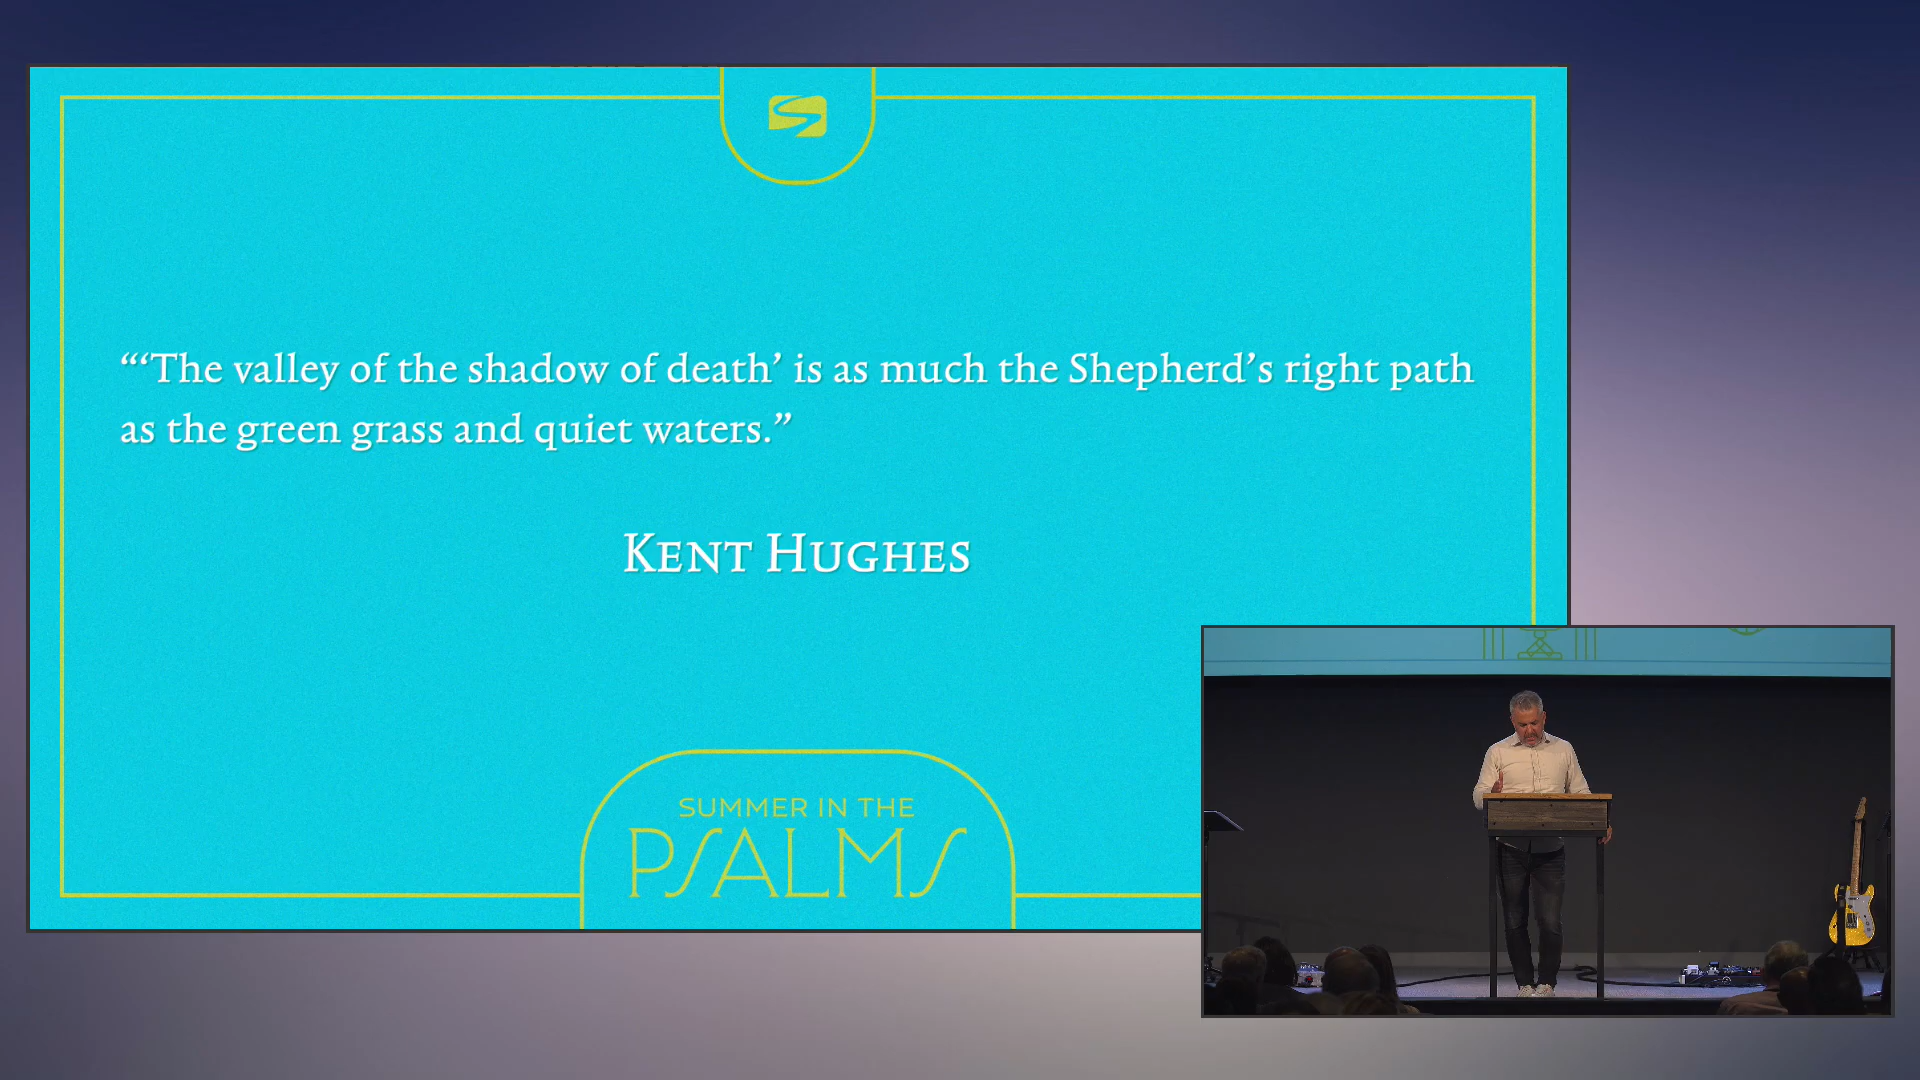 “‘The valley of the shadow of death’ is as much the Shepherd’s right path
as the green grass and quiet waters.”
KENT HUGHES
SUMMER IN THE
PSALMS